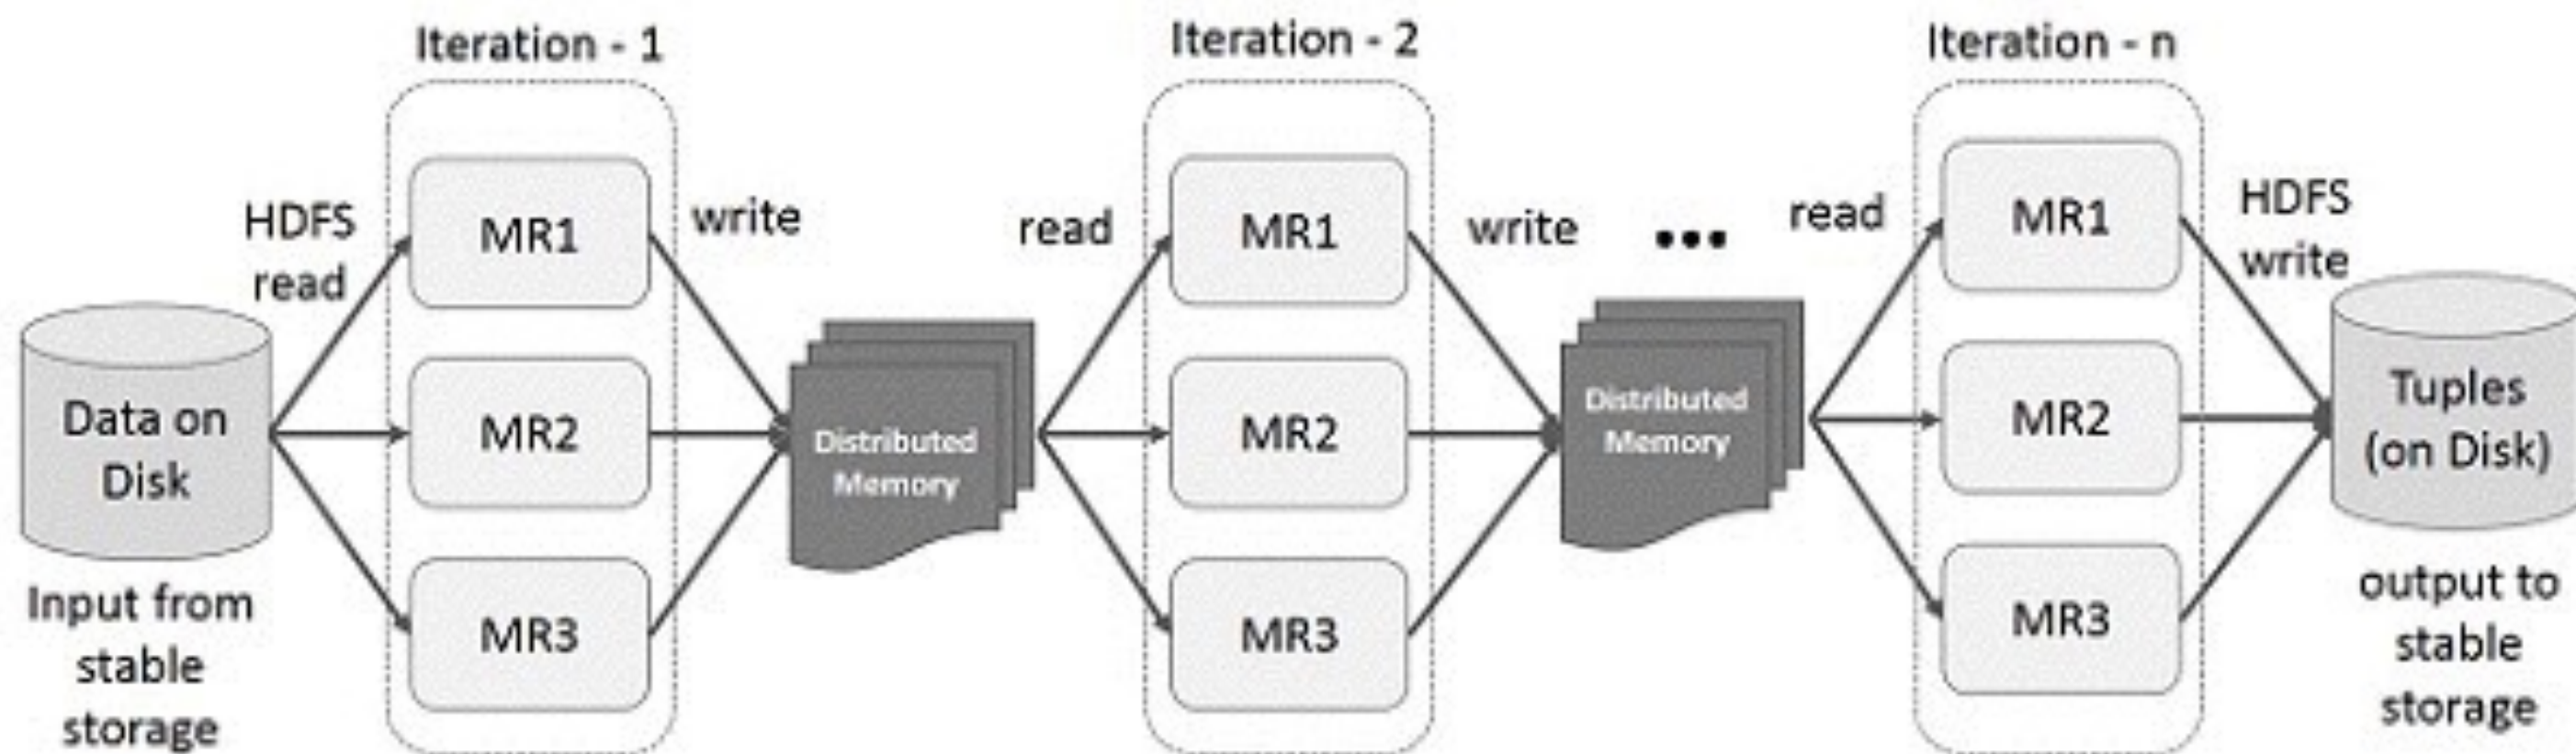 Iteration - 1
Iteration - 2
Iteration - n
HDFS
read
write
read
write
...
read
HDFS
write
MR1
MR2
MR3
MR1
MR2
MR3
MR1
MR2
MR3
Data on
Disk
Distributed
Memory
Distributed
Memory
Tuples
(on Disk)
Input from
stable
storage
output to
stable
storage